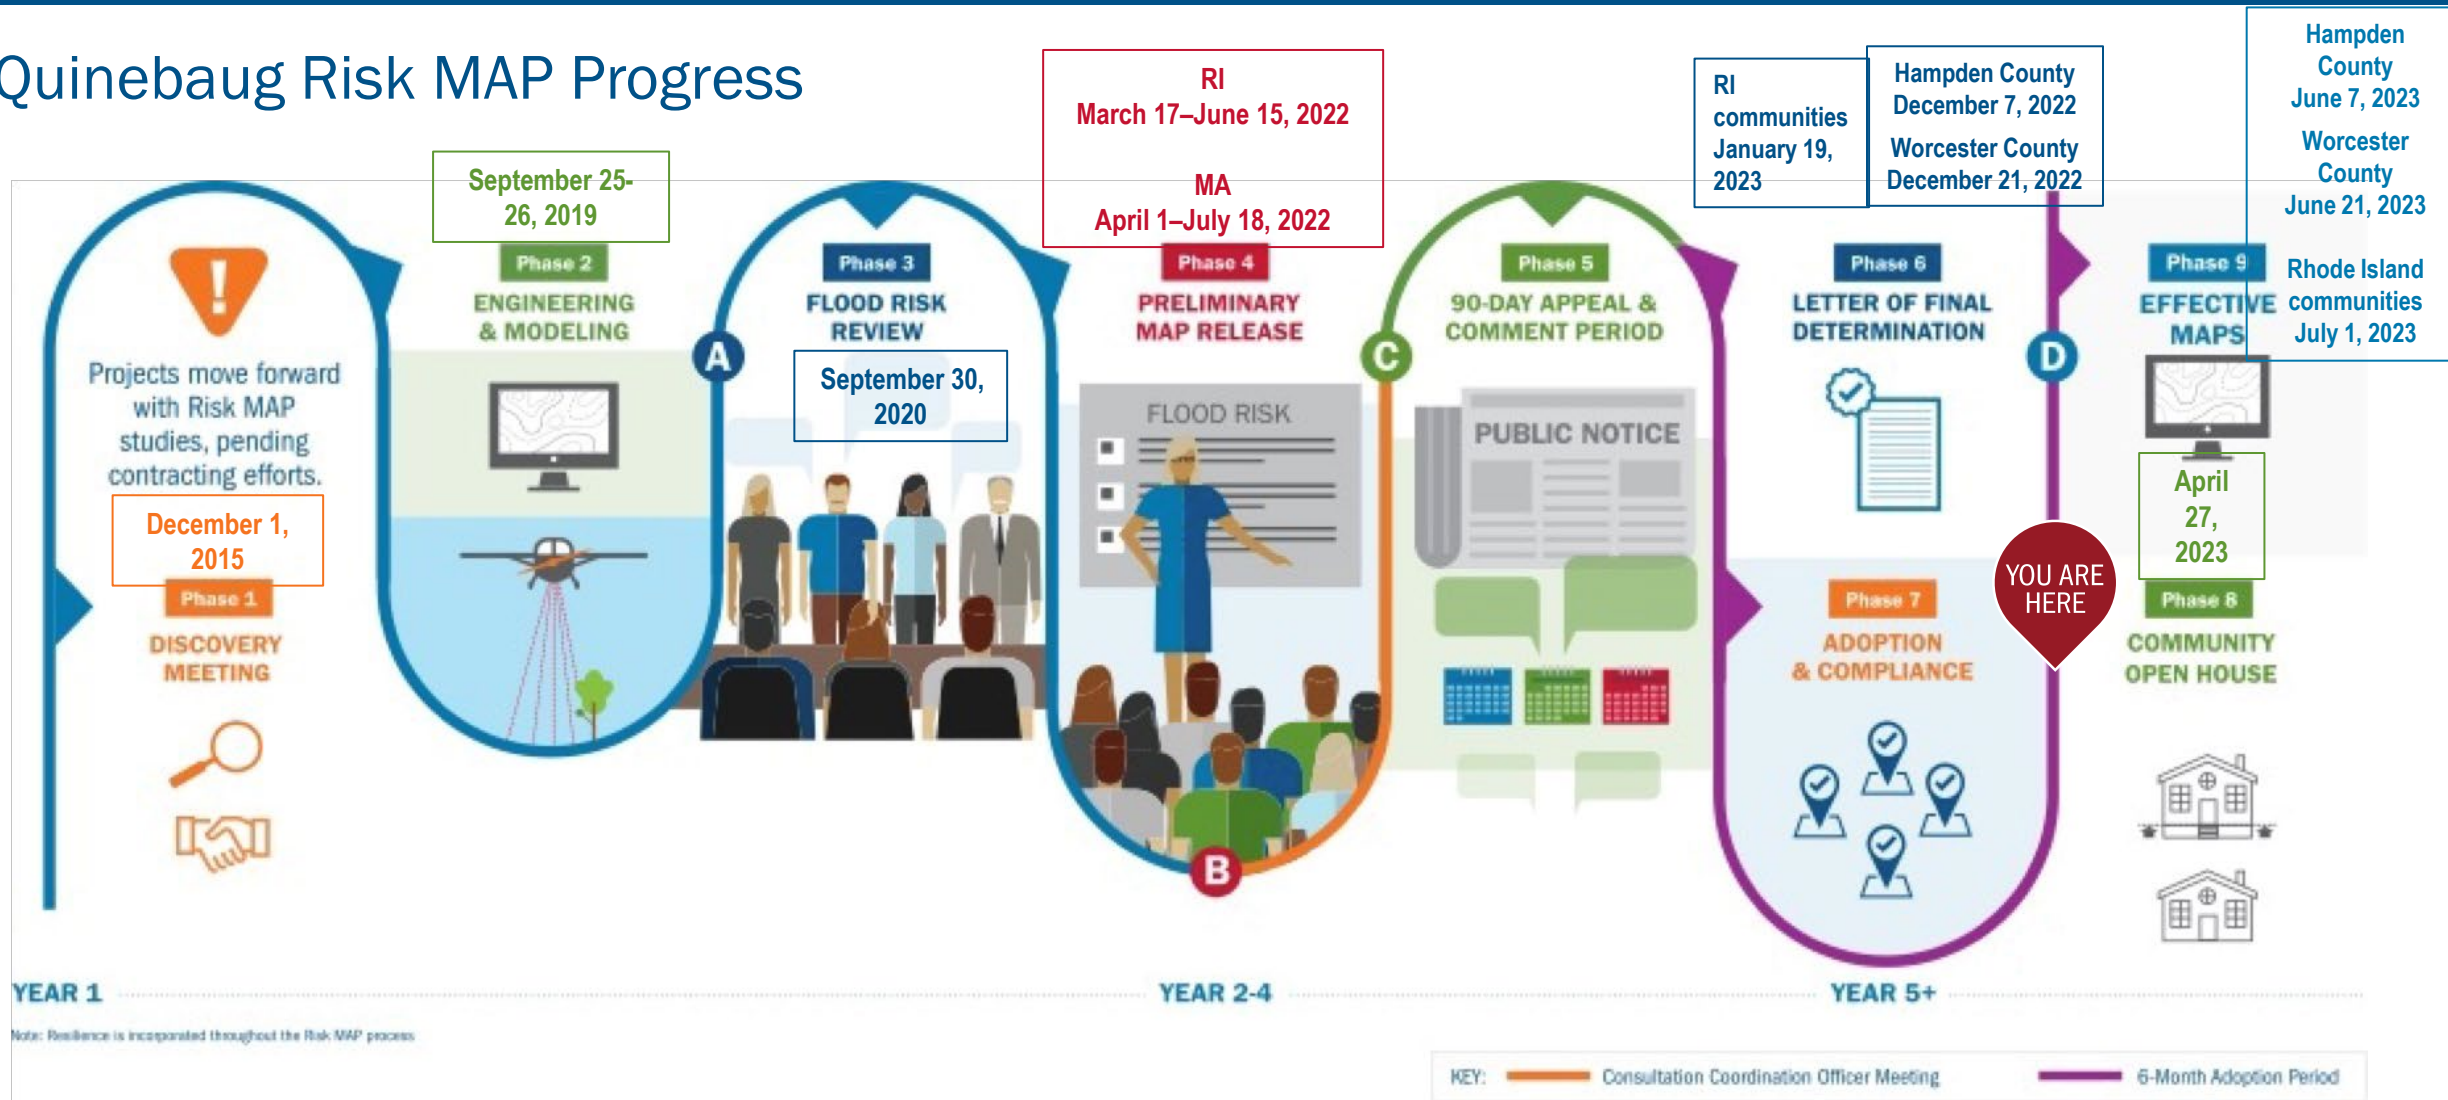 Quinebaug Risk MAP Progress
Projects move forward
with Risk MAP
studies, pending
contracting efforts.
December 1,
2015
Phase 1
DISCOVERY
MEETING
September 25-
26, 2019
Phase 2
ENGINEERING
& MODELING
A
Phase 3
FLOOD RISK
REVIEW
September 30,
2020
RI
March 17–June 15, 2022
MA
April 1–July 18, 2022
Phase 4
PRELIMINARY
MAP RELEASE
FLOOD RISK
B
C
Phase 5
90-DAY APPEAL &
COMMENT PERIOD
PUBLIC NOTICE
RI
communities
January 19,
2023
Hampden County
December 7, 2022
Worcester County
December 21, 2022
Phase 6
LETTER OF FINAL
DETERMINATION
Phase 7
ADOPTION
& COMPLIANCE
D
YOU ARE
HERE
Hampden
County
June 7, 2023
Worcester
County
June 21, 2023
Rhode Island
communities
July 1, 2023
Phase 9
EFFECTIVE
MAPS
April
27,
2023
Phase 8
COMMUNITY
OPEN HOUSE
YEAR 1
YEAR 2-4
YEAR 5+
Note: Resilience is incorporated throughout the Risk MAP process
KEY:
Consultation Coordination Officer Meeting
6-Month Adoption Period